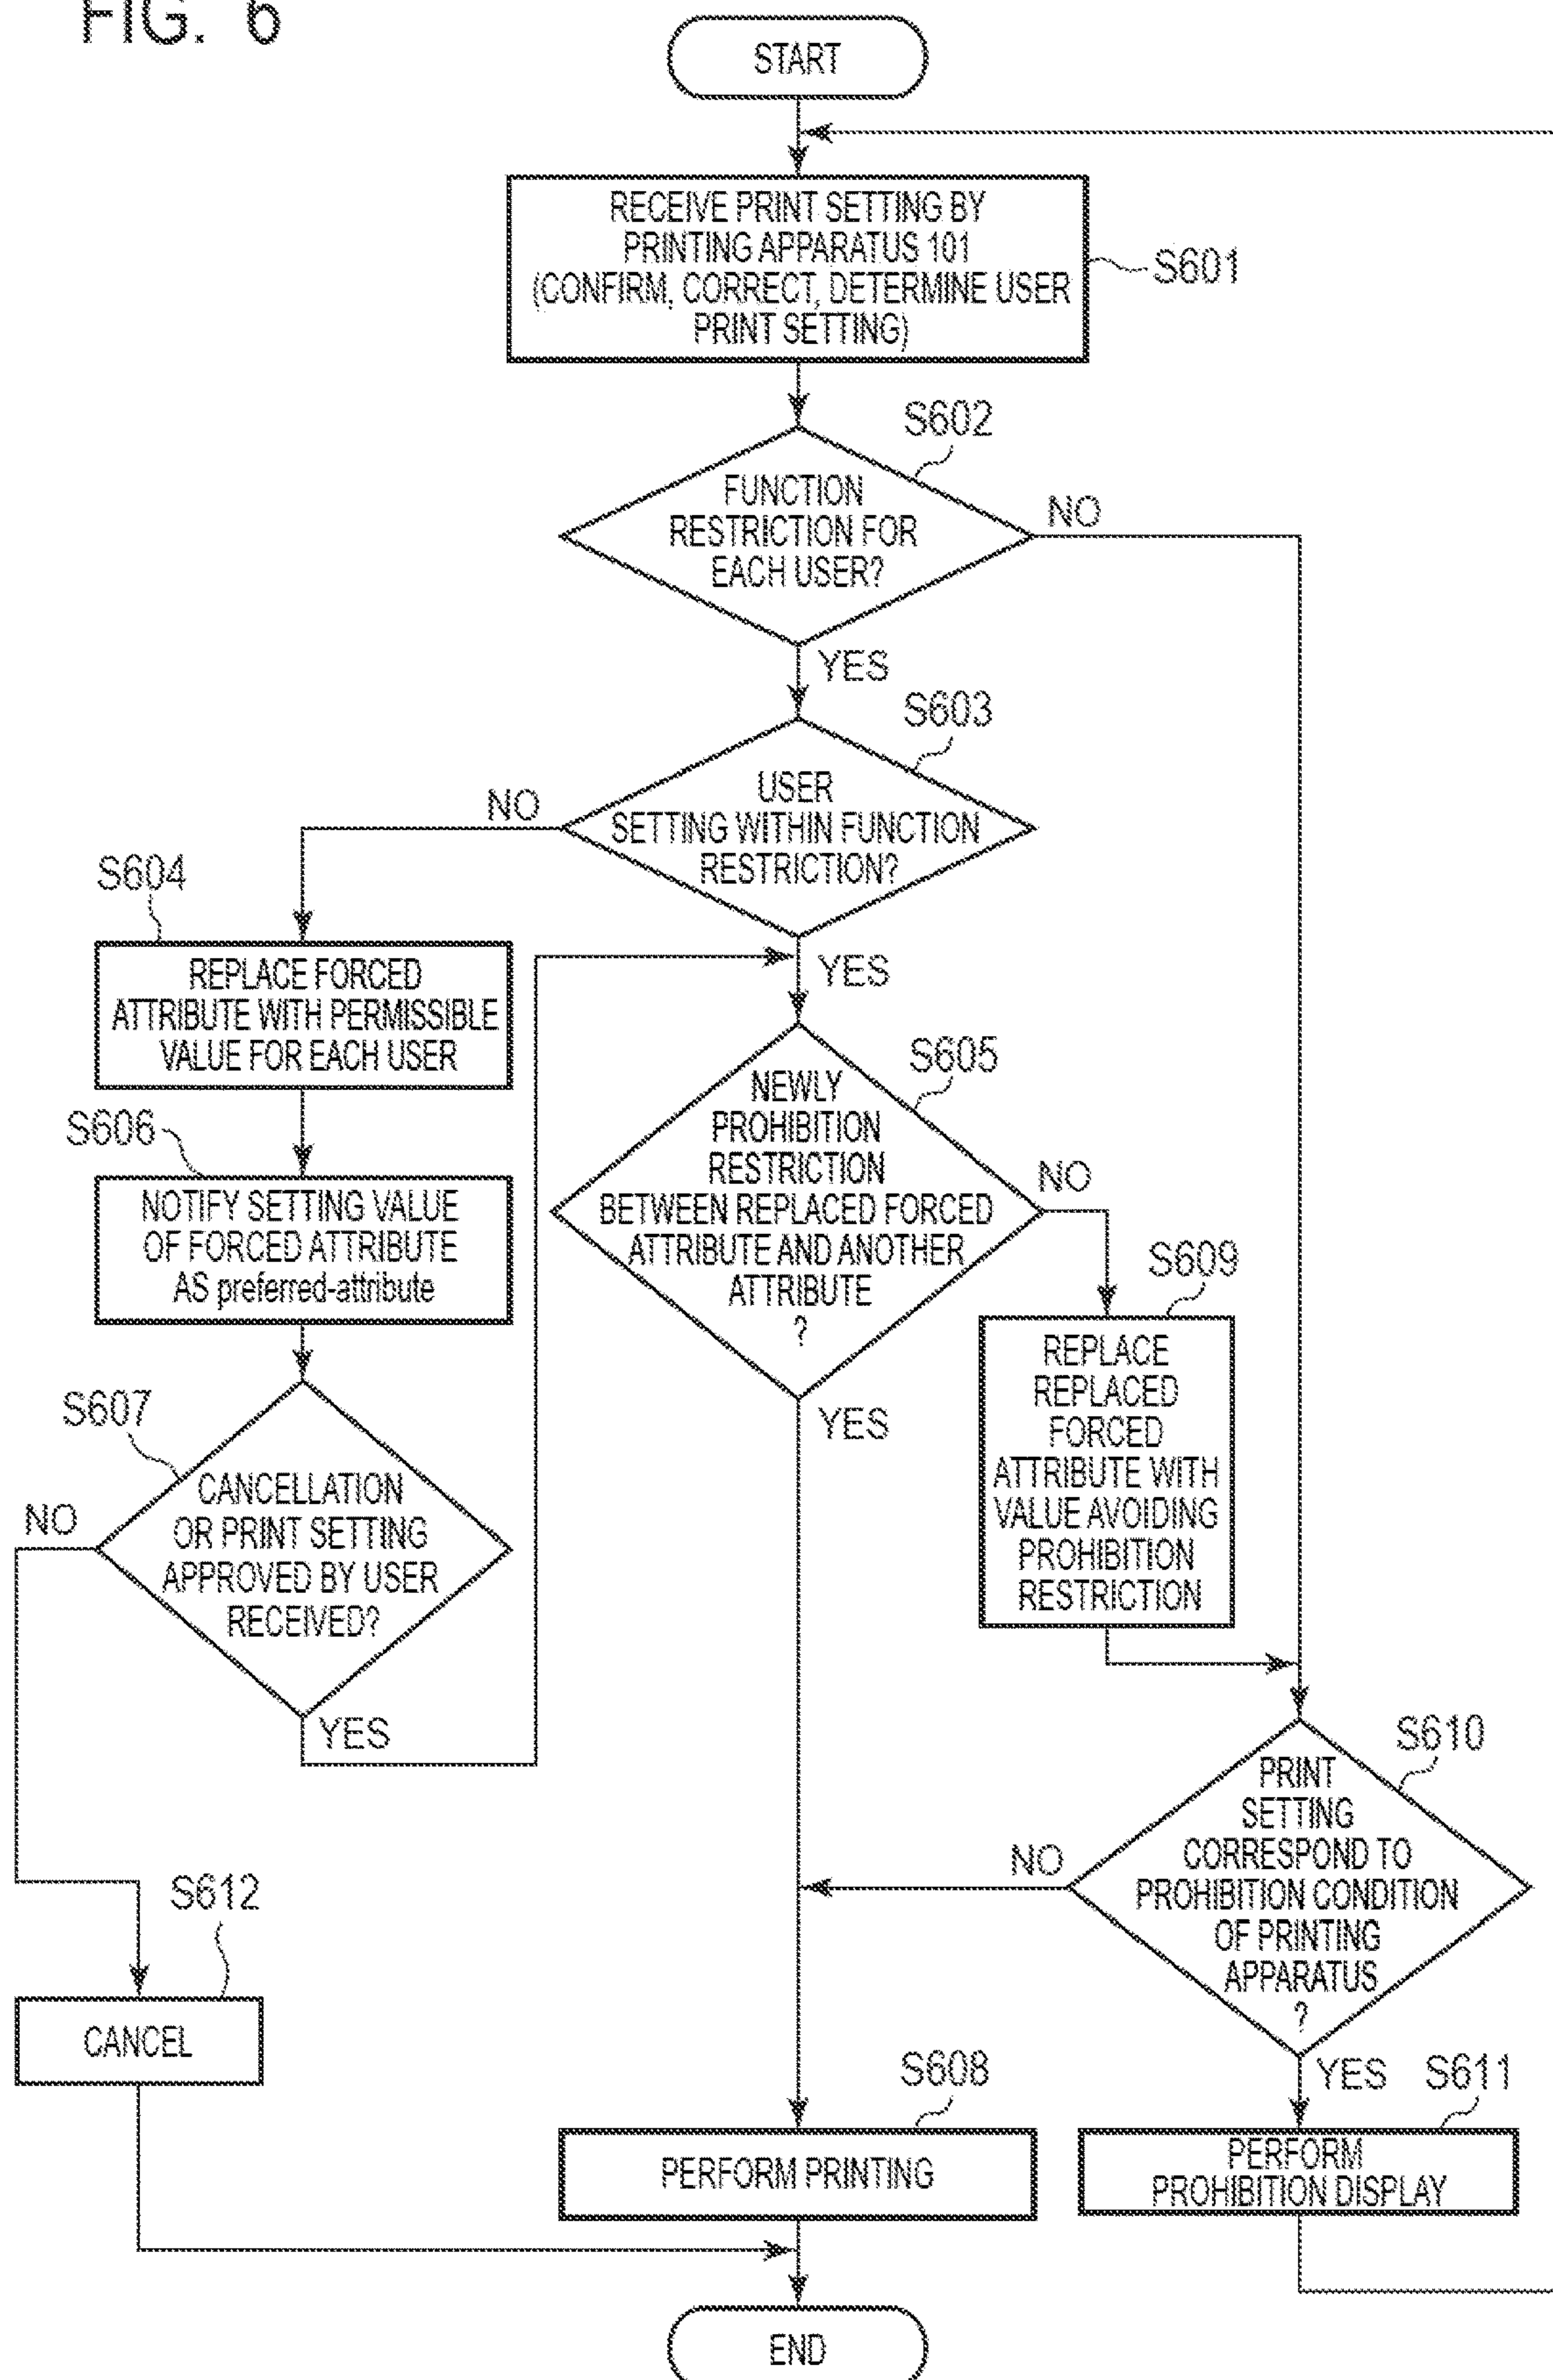 FIG. 6
START
RECEIVE PRINT SETTING BY
PRINTING APPARATUS 101
(CONFIRM, CORRECT, DETERMINE USER
PRINT SETTING)
S601
S602
FUNCTION
RESTRICTION FOR
EACH USER?
NO
YES
S603
USER
SETTING WITHIN FUNCTION
RESTRICTION?
NO
YES
S604
REPLACE FORCED
ATTRIBUTE WITH PERMISSIBLE
VALUE FOR EACH USER
S606
NOTIFY SETTING VALUE
OF FORCED ATTRIBUTE
AS preferred-attribute
S607
CANCELLATION
OR PRINT SETTING
APPROVED BY USER
RECEIVED?
NO
YES
S605
NEWLY
PROHIBITION
RESTRICTION
BETWEEN REPLACED FORCED
ATTRIBUTE AND ANOTHER
ATTRIBUTE
?
NO
YES
S609
REPLACE
REPLACED
FORCED
ATTRIBUTE WITH
VALUE AVOIDING
PROHIBITION
RESTRICTION
S610
PRINT
SETTING
CORRESPOND TO
PROHIBITION CONDITION
OF PRINTING
APPARATUS
?
NO
YES
S612
CANCEL
S608
PERFORM PRINTING
S611
PERFORM
PROHIBITION DISPLAY
END